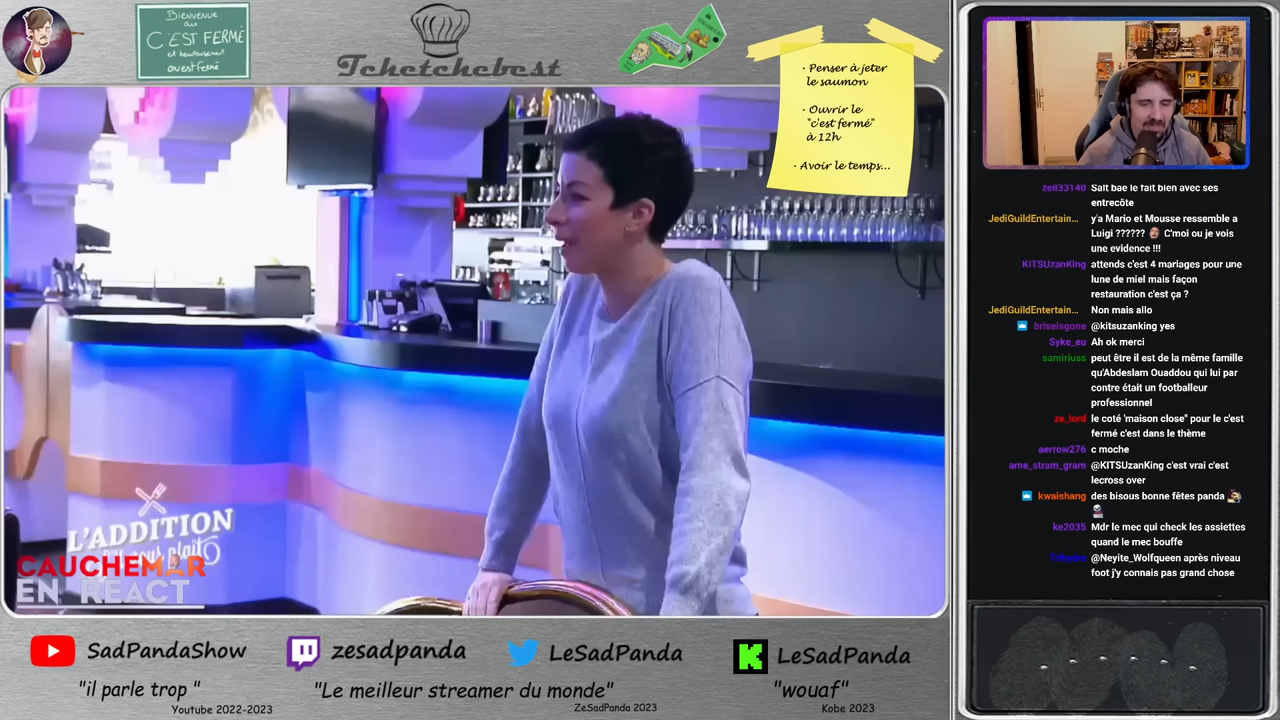 Bienvenue
au
C'EST FERMÉ
et heureusement
on est fermé
Tchetchebest
· Penser à jeter
le saumon
· Ouvrir le
"c'est fermé"
à 12h
· Avoir le temps...
L'ADDITION
s'il vous plaît
CAUCHEMAR
EN REACT
SadPandaShow
"il parle trop "
Youtube 2022-2023
zesadpanda
"Le meilleur streamer du monde"
ZeSadPanda 2023
LeSadPanda
LeSadPanda
"wouaf"
Kobe 2023
zell33140 Salt bae le fait bien avec ses
entrecôte
JediGuildEntertain... y'a Mario et Mousse ressemble a
Luigi ?????? C'moi ou je vois
une evidence !!!
KITSUzanKing attends c'est 4 mariages pour une
lune de miel mais façon
restauration c'est ça ?
JediGuildEntertain... Non mais allo
briseisgone @kitsuzanking yes
Syke_eu Ah ok merci
samiriuss peut être il est de la même famille
qu'Abdeslam Ouaddou qui lui par
contre était un footballeur
professionnel
ze_lord le coté 'maison close" pour le c'est
fermé c'est dans le thème
aerrow276 c moche
ame_stram_gram @KITSUzanKing c'est vrai c'est
lecross over
kwaishang des bisous bonne fêtes panda
ke2035 Mdr le mec qui check les assiettes
quand le mec bouffe
@Neyite_Wolfqueen après niveau
foot j'y connais pas grand chose